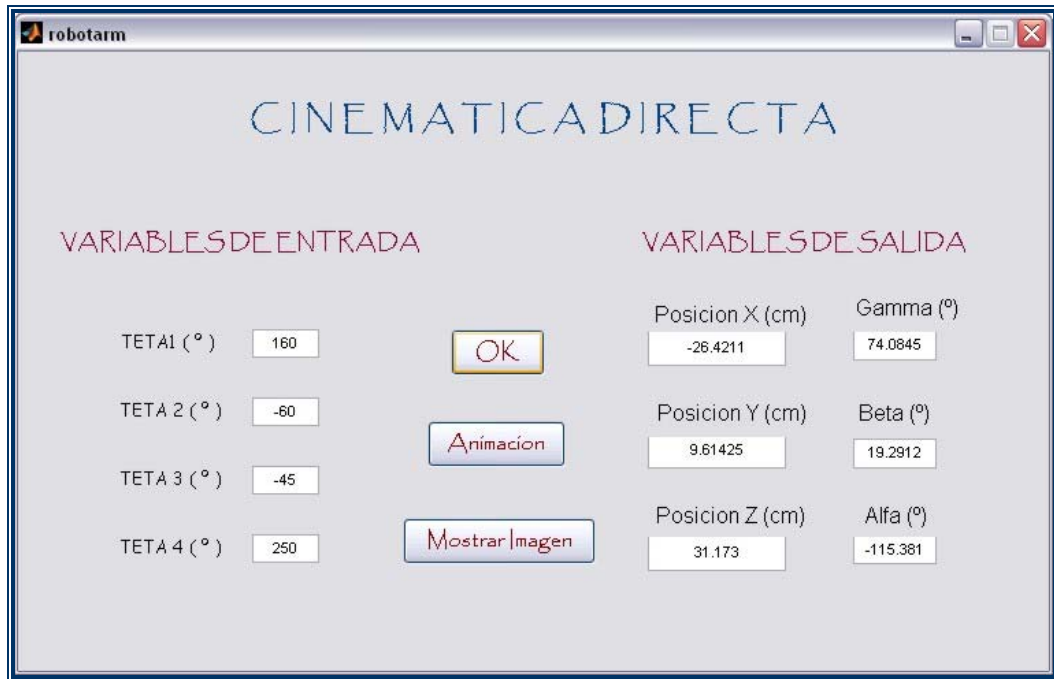 robotarm
CINEMATICA DIRECTA
VARIABLES DE ENTRADA
VARIABLES DE SALIDA
TETA1 (º) 160
TETA 2 (º) -60
TETA 3 (º) -45
TETA 4 (º) 250
OK
Animacion
Mostrar Imagen
Posicion X (cm)
-26.4211
Gamma (º)
74.0845
Posicion Y (cm)
9.61425
Beta (º)
19.2912
Posicion Z (cm)
31.173
Alfa (º)
-115.381